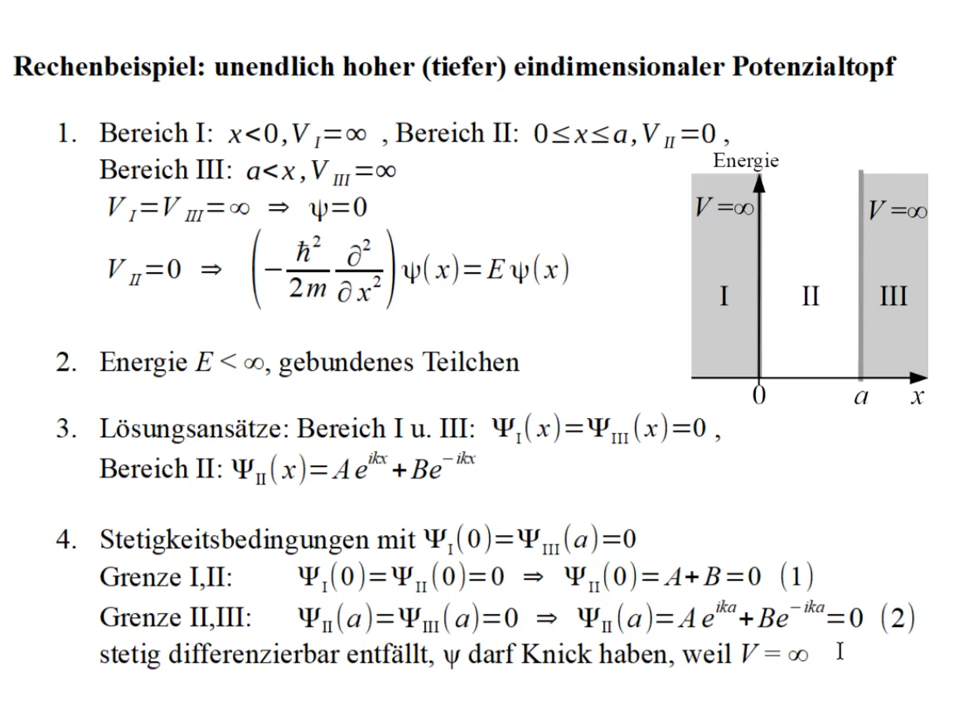 Rechenbeispiel: unendlich hoher (tiefer) eindimensionaler Potenzialtopf
1. Bereich I: x<0, V_I=∞ , Bereich II: 0≤x≤a, V_II=0 ,
Bereich III: a<x, V_III=∞
V_I=V_III=∞ ⇒ ψ=0
V_II=0 ⇒ (−ħ²/2m ∂²/∂x²) ψ(x)=E ψ(x)
Energie
V=∞
V=∞
I
II
III
0
a
x
2. Energie E < ∞, gebundenes Teilchen
3. Lösungsansätze: Bereich I u. III: Ψ_I(x)=Ψ_III(x)=0 ,
Bereich II: Ψ_II(x)=A e^{ikx}+Be^{−ikx}
4. Stetigkeitsbedingungen mit Ψ_I(0)=Ψ_III(a)=0
Grenze I,II: Ψ_I(0)=Ψ_II(0)=0 ⇒ Ψ_II(0)=A+B=0 (1)
Grenze II,III: Ψ_II(a)=Ψ_III(a)=0 ⇒ Ψ_II(a)=A e^{ika}+Be^{−ika}=0 (2)
stetig differenzierbar entfällt, ψ darf Knick haben, weil V = ∞